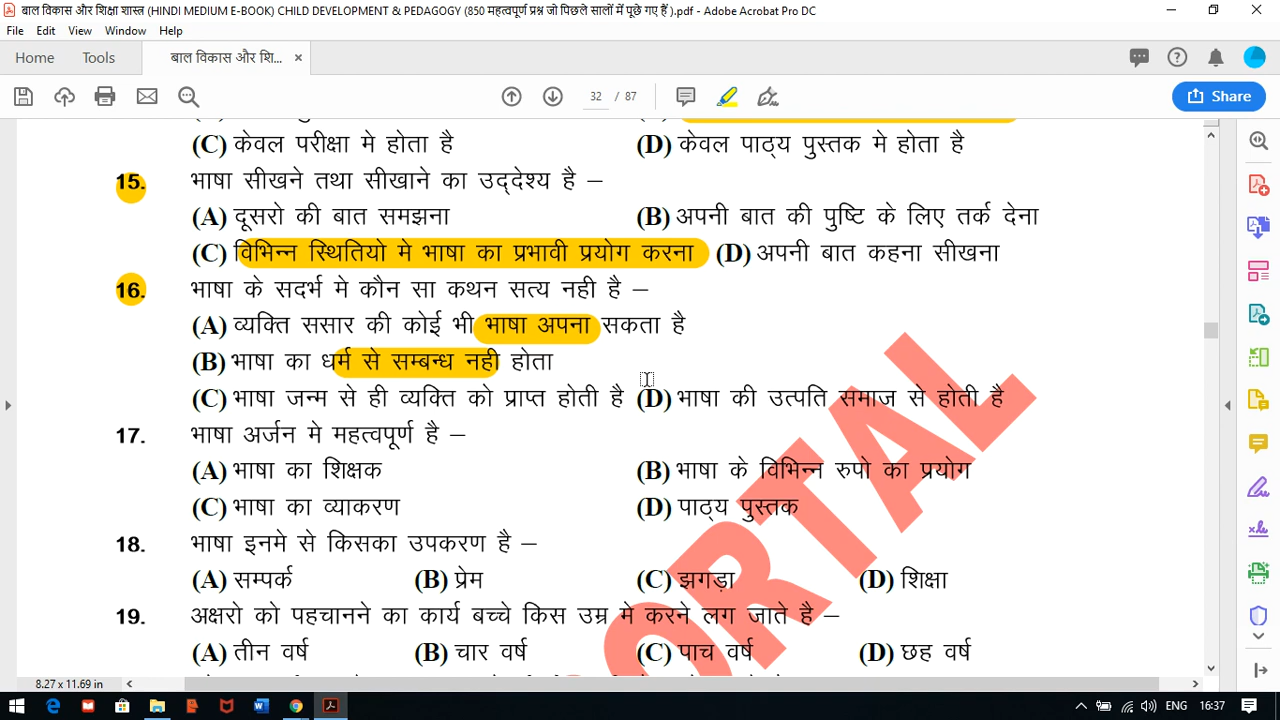 बाल विकास और शिक्षा शास्त्र (HINDI MEDIUM E-BOOK) CHILD DEVELOPMENT & PEDAGOGY (850 महत्वपूर्ण प्रश्न जो पिछले सालों में पूछे गए हैं ).pdf - Adobe Acrobat Pro DC
File Edit View Window Help
Home Tools बाल विकास और शि... ×
32 / 87 Share
(C) केवल परीक्षा मे होता है (D) केवल पाठ्य पुस्तक मे होता है
15. भाषा सीखने तथा सीखाने का उद्देश्य है –
(A) दूसरो की बात समझना (B) अपनी बात की पुष्टि के लिए तर्क देना
(C) विभिन्न स्थितियो मे भाषा का प्रभावी प्रयोग करना (D) अपनी बात कहना सीखना
16. भाषा के सदर्भ मे कौन सा कथन सत्य नही है –
(A) व्यक्ति ससार की कोई भी भाषा अपना सकता है
(B) भाषा का धर्म से सम्बन्ध नही होता
(C) भाषा जन्म से ही व्यक्ति को प्राप्त होती है (D) भाषा की उत्पति समाज से होती है
17. भाषा अर्जन मे महत्वपूर्ण है –
(A) भाषा का शिक्षक (B) भाषा के विभिन्न रुपो का प्रयोग
(C) भाषा का व्याकरण (D) पाठ्य पुस्तक
18. भाषा इनमे से किसका उपकरण है –
(A) सम्पर्क (B) प्रेम (C) झगड़ा (D) शिक्षा
19. अक्षरो को पहचानने का कार्य बच्चे किस उम्र मे करने लग जाते है –
(A) तीन वर्ष (B) चार वर्ष (C) पाच वर्ष (D) छह वर्ष
ORTAL
8.27 x 11.69 in
ENG 16:37